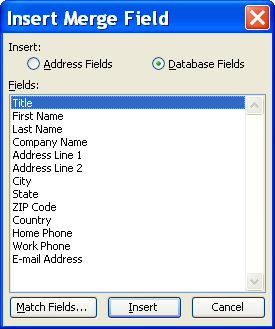 Insert Merge Field
Insert:
Address Fields Database Fields
Fields:
Title
First Name
Last Name
Company Name
Address Line 1
Address Line 2
City
State
ZIP Code
Country
Home Phone
Work Phone
E-mail Address
Match Fields... Insert Cancel